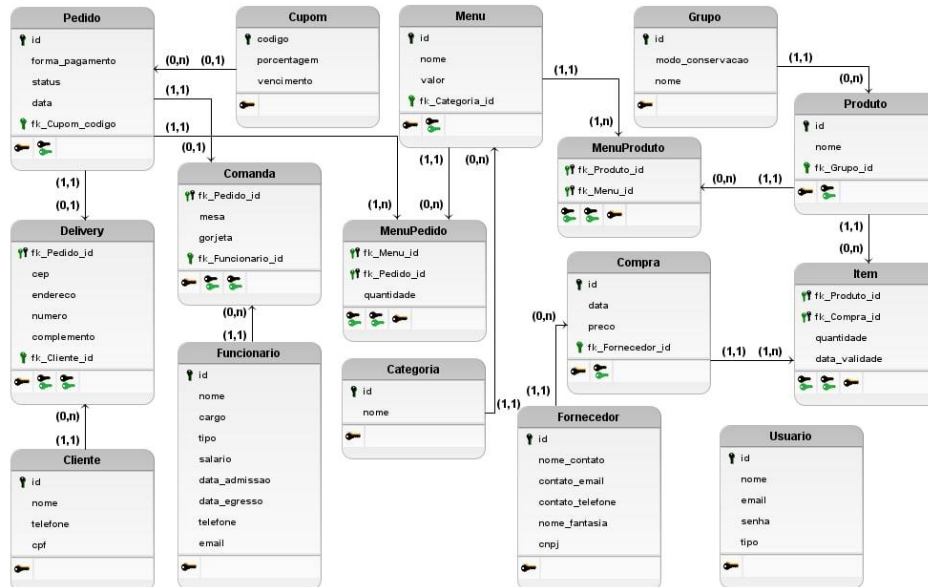 Pedido
id
forma_pagamento
status
data
fk_Cupom_codigo
Cupom
codigo
porcentagem
vencimento
Menu
id
nome
valor
fk_Categoria_id
Grupo
id
modo_conservacao
nome
(0,n) (0,1)
(1,1)
(1,1)
(0,1)
(1,1)
(0,1)
(1,n)
(1,1)
(0,n)
(1,1)
(1,n)
(0,n)
(1,1)
(0,n)
Produto
id
nome
fk_Grupo_id
MenuProduto
fk_Produto_id
fk_Menu_id
(0,n) (1,1)
(1,1)
(0,n)
Comanda
fk_Pedido_id
mesa
gorjeta
fk_Funcionario_id
Delivery
fk_Pedido_id
cep
endereco
numero
complemento
fk_Cliente_id
MenuPedido
fk_Menu_id
fk_Pedido_id
quantidade
Compra
id
data
preco
fk_Fornecedor_id
Item
fk_Produto_id
fk_Compra_id
quantidade
data_validade
(0,n)
(1,1)
(0,n)
(1,1) (1,n)
(1,1)
(1,1)
(0,n)
(1,1)
Funcionario
id
nome
cargo
tipo
salario
data_admissao
data_egresso
telefone
email
Categoria
id
nome
Cliente
id
nome
telefone
cpf
Fornecedor
id
nome_contato
contato_email
contato_telefone
nome_fantasia
cnpj
Usuario
id
nome
email
senha
tipo